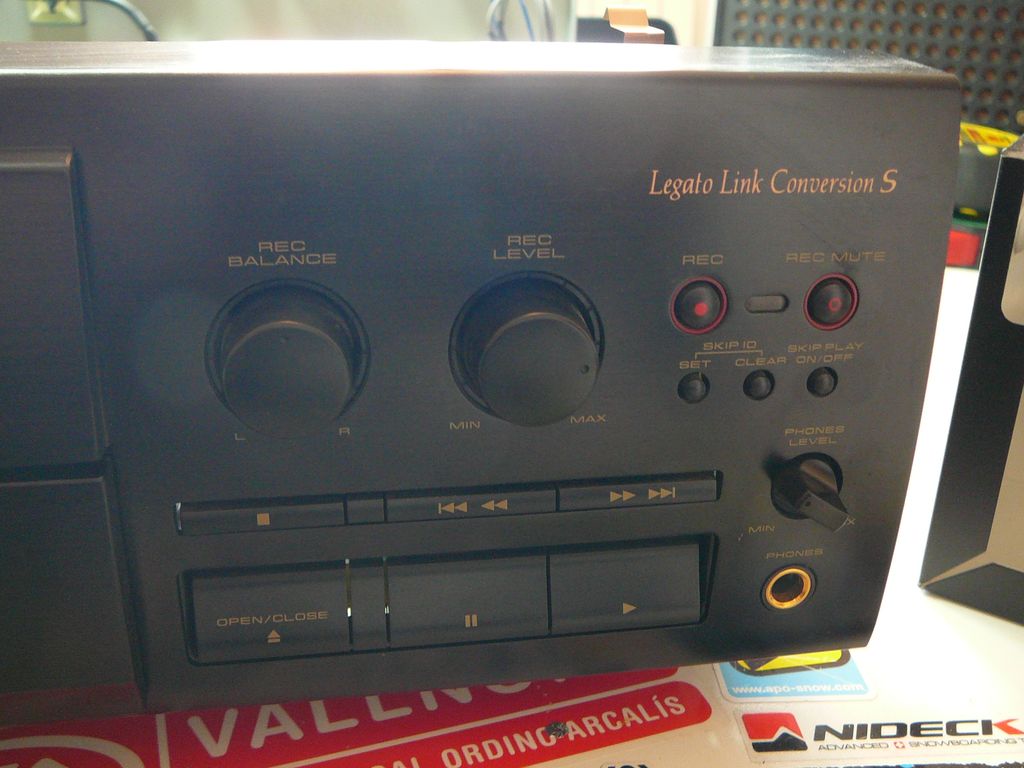 Legato Link Conversion S
REC
BALANCE
REC
LEVEL
REC
REC MUTE
SKIP ID
SET
CLEAR
SKIP PLAY
ON/OFF
L
R
MIN
MAX
PHONES
LEVEL
MIN
PHONES
OPEN/CLOSE
www.apo-snow.com
ORDINO-ARCALÍS
NIDECK
ADVANCED SNOWBOARDING